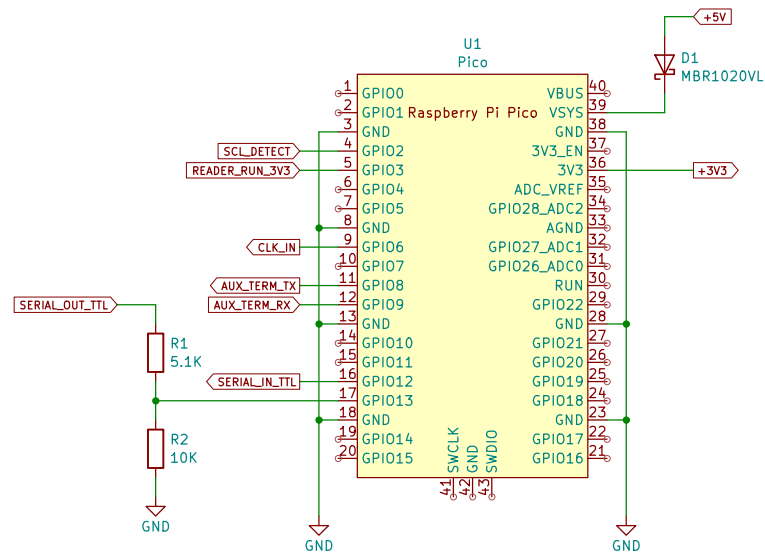 +5V
U1
Pico
D1
MBR1020VL
1 GPIO0 VBUS 40
2 GPIO1 Raspberry Pi Pico VSYS 39
3 GND GND 38
SCL_DETECT 4 GPIO2 3V3_EN 37
READER_RUN_3V3 5 GPIO3 3V3 36 +3V3
6 GPIO4 ADC_VREF 35
7 GPIO5 GPIO28_ADC2 34
8 GND AGND 33
CLK_IN 9 GPIO6 GPIO27_ADC1 32
10 GPIO7 GPIO26_ADC0 31
AUX_TERM_TX 11 GPIO8 RUN 30
SERIAL_OUT_TTL AUX_TERM_RX 12 GPIO9 GPIO22 29
13 GND GND 28
R1 14 GPIO10 GPIO21 27
5.1K 15 GPIO11 GPIO20 26
SERIAL_IN_TTL 16 GPIO12 GPIO19 25
17 GPIO13 GPIO18 24
18 GND GND 23
R2 19 GPIO14 GPIO17 22
10K 20 GPIO15 GPIO16 21
SWCLK GND SWDIO
41 42 43
GND
GND
GND